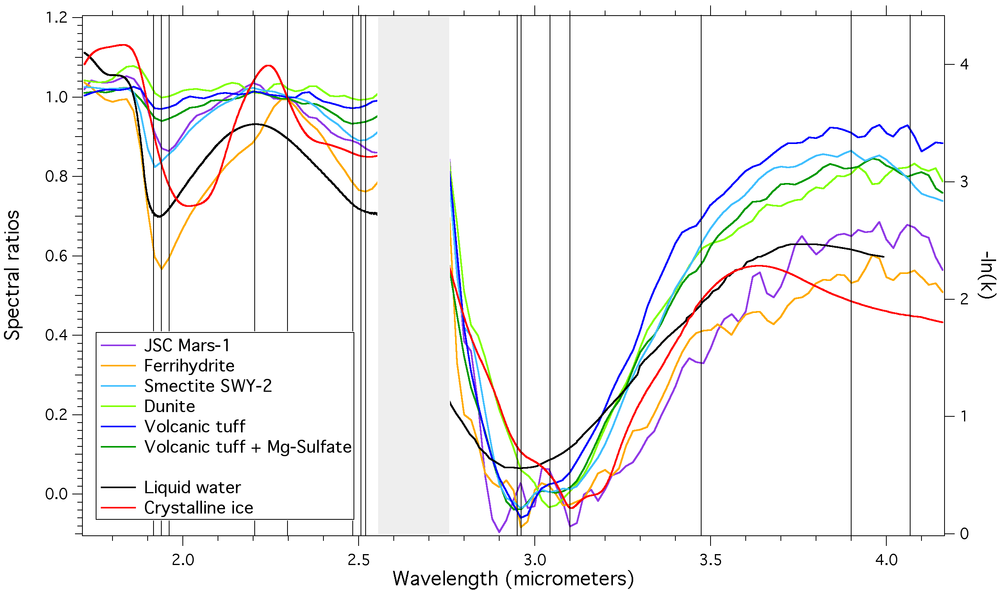 1.2
1.0
0.8
0.6
0.4
0.2
0.0
Spectral ratios
4
3
2
1
0
-ln(k)
JSC Mars-1
Ferrihydrite
Smectite SWY-2
Dunite
Volcanic tuff
Volcanic tuff + Mg-Sulfate
Liquid water
Crystalline ice
2.0 2.5 3.0 3.5 4.0
Wavelength (micrometers)